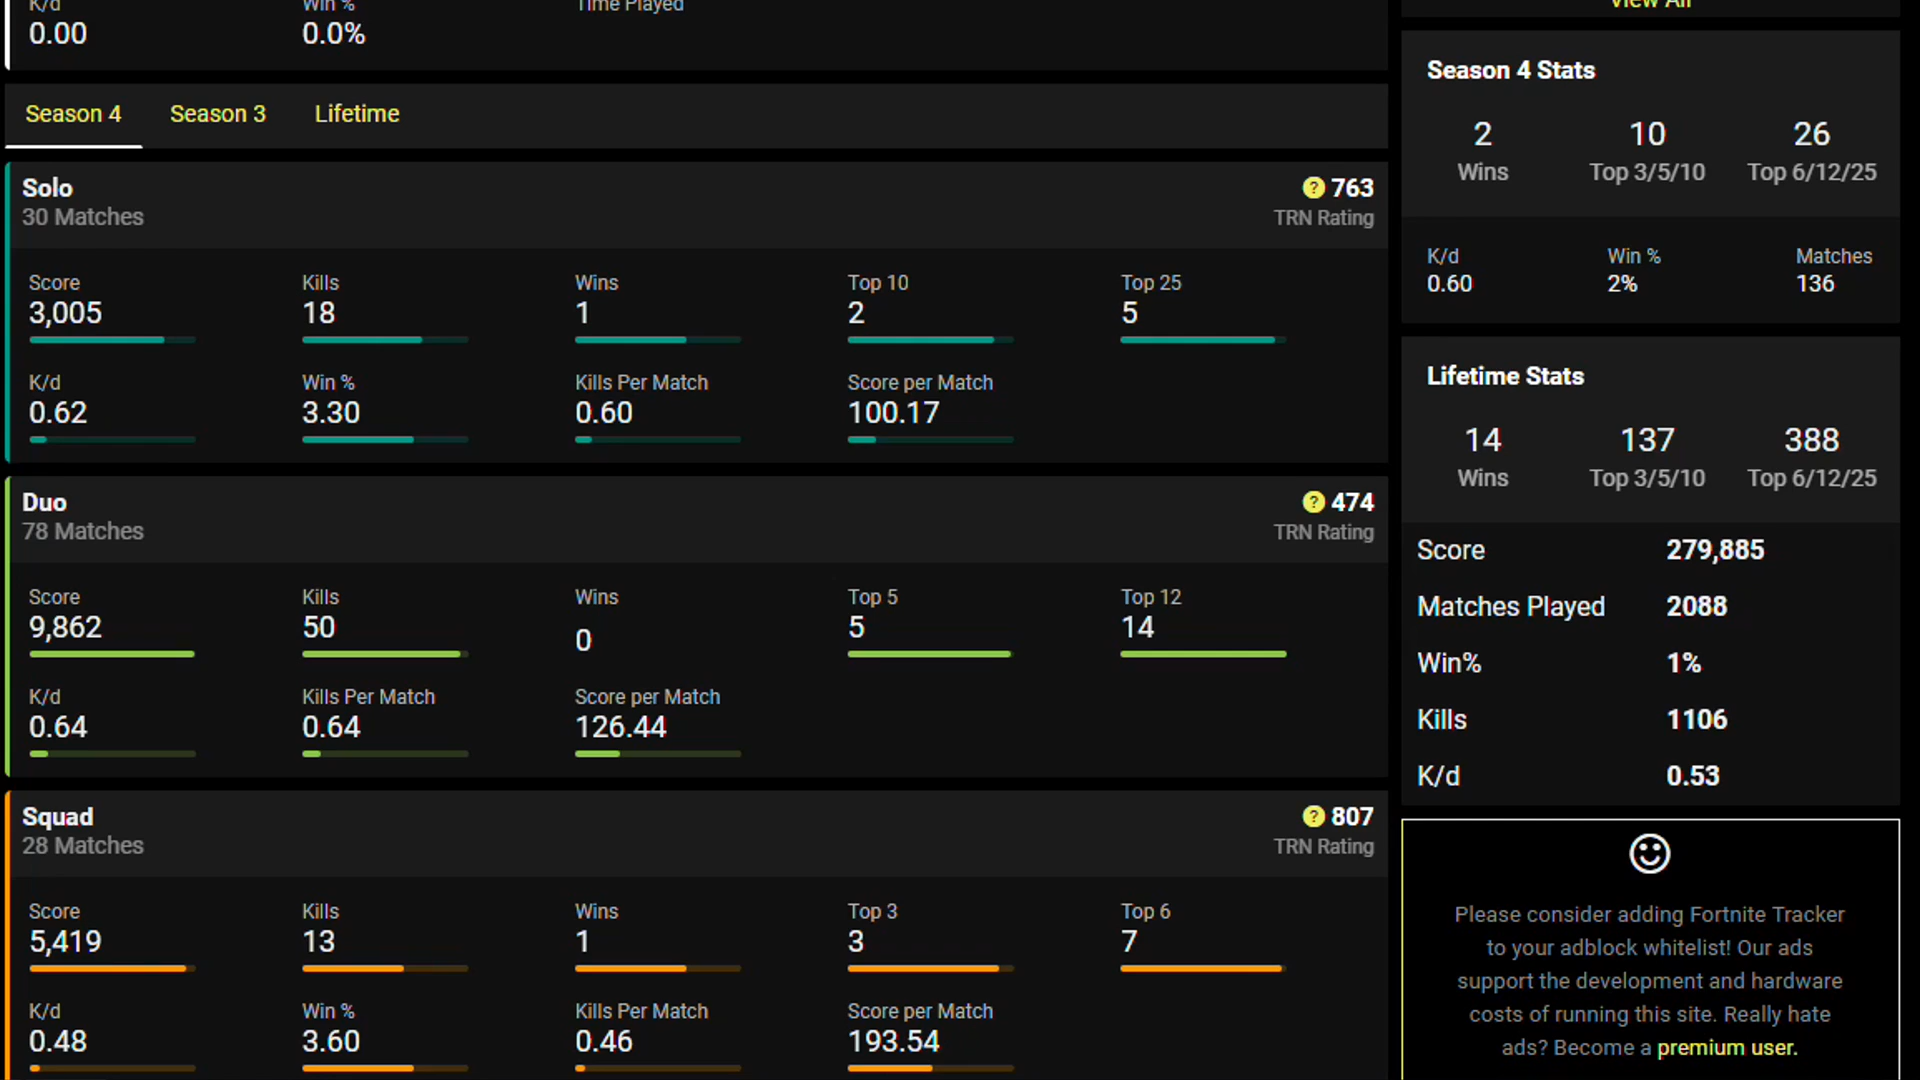 K/d Win % Time Played
0.00 0.0%
Season 4 Season 3 Lifetime
Solo
30 Matches
? 763
TRN Rating
Score Kills Wins Top 10 Top 25
3,005 18 1 2 5
K/d Win % Kills Per Match Score per Match
0.62 3.30 0.60 100.17
Duo
78 Matches
? 474
TRN Rating
Score Kills Wins Top 5 Top 12
9,862 50 0 5 14
K/d Kills Per Match Score per Match
0.64 0.64 126.44
Squad
28 Matches
? 807
TRN Rating
Score Kills Wins Top 3 Top 6
5,419 13 1 3 7
K/d Win % Kills Per Match Score per Match
0.48 3.60 0.46 193.54
View All
Season 4 Stats
2 10 26
Wins Top 3/5/10 Top 6/12/25
K/d Win % Matches
0.60 2% 136
Lifetime Stats
14 137 388
Wins Top 3/5/10 Top 6/12/25
Score 279,885
Matches Played 2088
Win% 1%
Kills 1106
K/d 0.53
Please consider adding Fortnite Tracker
to your adblock whitelist! Our ads
support the development and hardware
costs of running this site. Really hate
ads? Become a premium user.